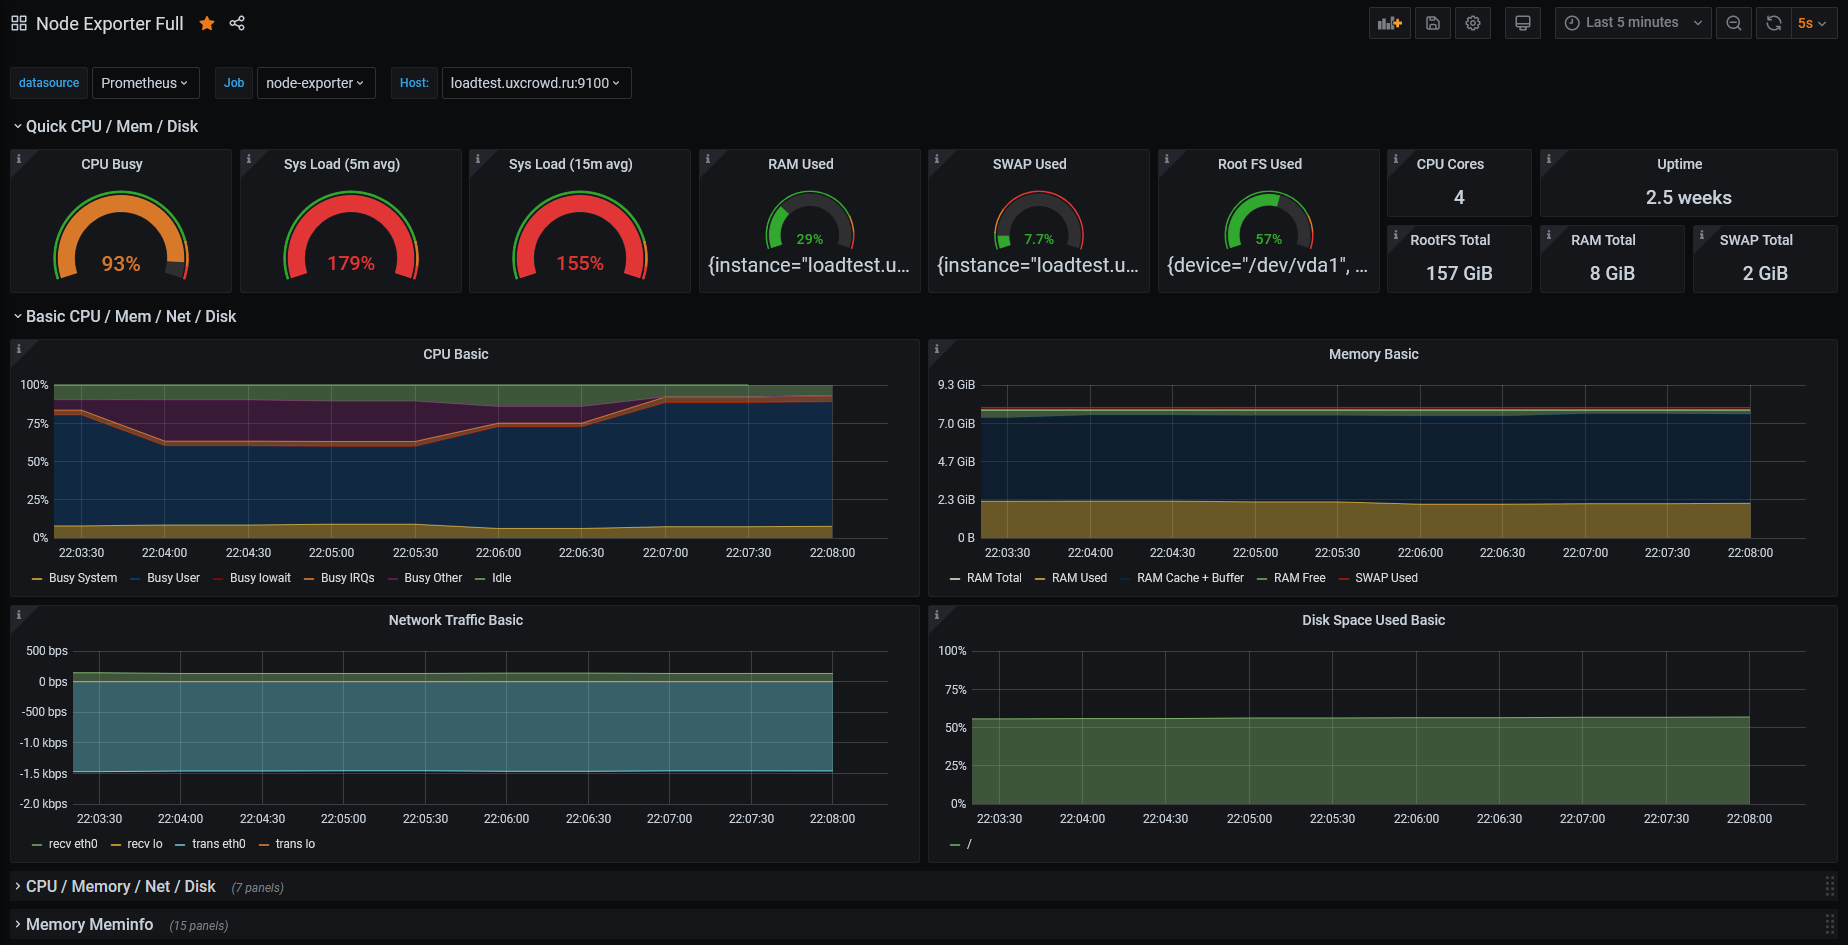 Node Exporter Full
Last 5 minutes
5s
datasource Prometheus Job node-exporter Host: loadtest.uxcrowd.ru:9100
Quick CPU / Mem / Disk
CPU Busy
93%
Sys Load (5m avg)
179%
Sys Load (15m avg)
155%
RAM Used
29%
{instance="loadtest.u...
SWAP Used
7.7%
{instance="loadtest.u...
Root FS Used
57%
{device="/dev/vda1", ...
CPU Cores
4
Uptime
2.5 weeks
RootFS Total
157 GiB
RAM Total
8 GiB
SWAP Total
2 GiB
Basic CPU / Mem / Net / Disk
CPU Basic
100%
75%
50%
25%
0%
22:03:30 22:04:00 22:04:30 22:05:00 22:05:30 22:06:00 22:06:30 22:07:00 22:07:30 22:08:00
Busy System Busy User Busy Iowait Busy IRQs Busy Other Idle
Memory Basic
9.3 GiB
7.0 GiB
4.7 GiB
2.3 GiB
0 B
22:03:30 22:04:00 22:04:30 22:05:00 22:05:30 22:06:00 22:06:30 22:07:00 22:07:30 22:08:00
RAM Total RAM Used RAM Cache + Buffer RAM Free SWAP Used
Network Traffic Basic
500 bps
0 bps
-500 bps
-1.0 kbps
-1.5 kbps
-2.0 kbps
22:03:30 22:04:00 22:04:30 22:05:00 22:05:30 22:06:00 22:06:30 22:07:00 22:07:30 22:08:00
recv eth0 recv lo trans eth0 trans lo
Disk Space Used Basic
100%
75%
50%
25%
0%
22:03:30 22:04:00 22:04:30 22:05:00 22:05:30 22:06:00 22:06:30 22:07:00 22:07:30 22:08:00
/
CPU / Memory / Net / Disk (7 panels)
Memory Meminfo (15 panels)